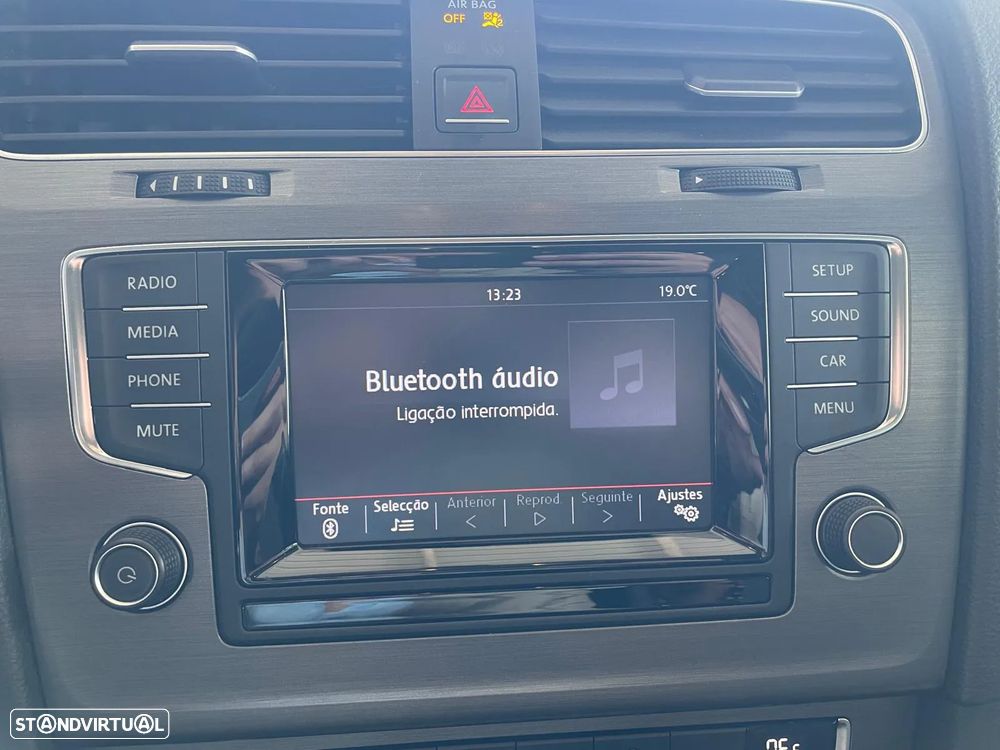 AIR BAG
OFF
RADIO
MEDIA
PHONE
MUTE
13:23
19.0°C
Bluetooth áudio
Ligação interrompida.
Fonte
Selecção
Anterior
Reprod.
Seguinte
Ajustes
SETUP
SOUND
CAR
MENU
STANDVIRTUAL